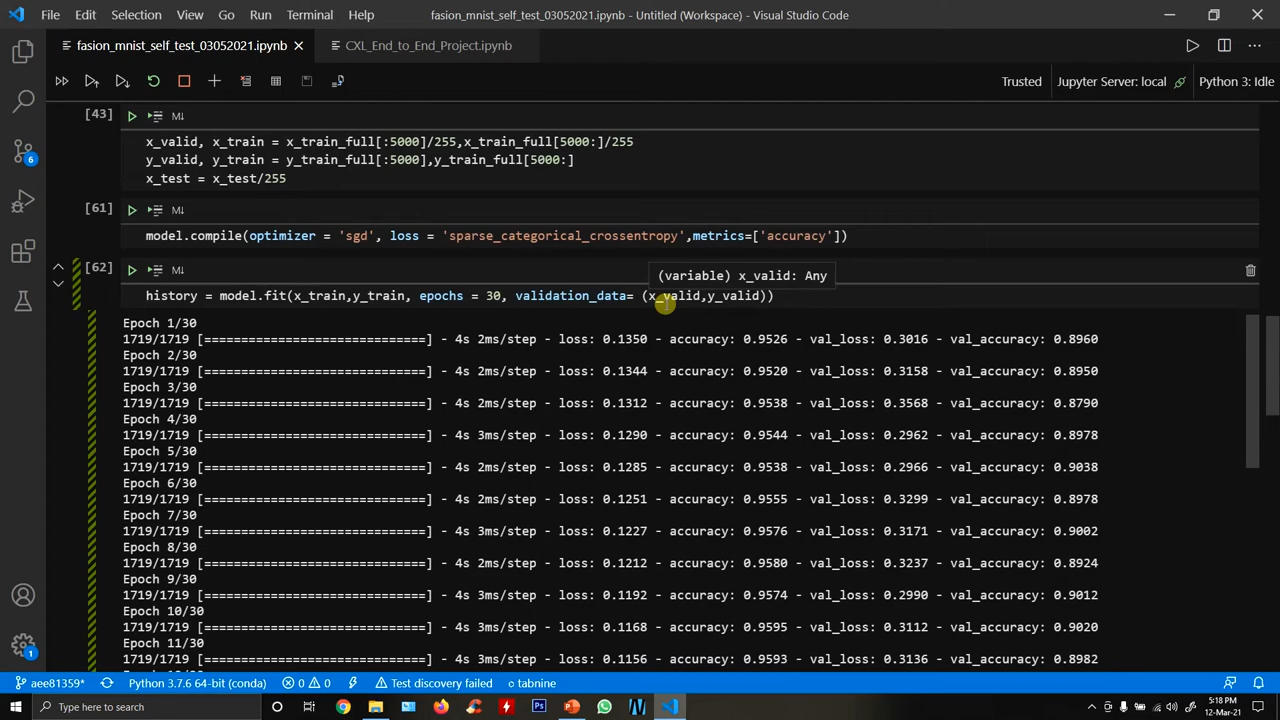 File Edit Selection View Go Run Terminal Help fasion_mnist_self_test_03052021.ipynb - Untitled (Workspace) - Visual Studio Code
fasion_mnist_self_test_03052021.ipynb CXL_End_to_End_Project.ipynb
Trusted Jupyter Server: local Python 3: Idle
[43] M↓
x_valid, x_train = x_train_full[:5000]/255,x_train_full[5000:]/255
y_valid, y_train = y_train_full[:5000],y_train_full[5000:]
x_test = x_test/255
[61] M↓
model.compile(optimizer = 'sgd', loss = 'sparse_categorical_crossentropy',metrics=['accuracy'])
[62] M↓
(variable) x_valid: Any
history = model.fit(x_train,y_train, epochs = 30, validation_data= (x_valid,y_valid))
Epoch 1/30
1719/1719 [==============================] - 4s 2ms/step - loss: 0.1350 - accuracy: 0.9526 - val_loss: 0.3016 - val_accuracy: 0.8960
Epoch 2/30
1719/1719 [==============================] - 4s 2ms/step - loss: 0.1344 - accuracy: 0.9520 - val_loss: 0.3158 - val_accuracy: 0.8950
Epoch 3/30
1719/1719 [==============================] - 4s 2ms/step - loss: 0.1312 - accuracy: 0.9538 - val_loss: 0.3568 - val_accuracy: 0.8790
Epoch 4/30
1719/1719 [==============================] - 4s 3ms/step - loss: 0.1290 - accuracy: 0.9544 - val_loss: 0.2962 - val_accuracy: 0.8978
Epoch 5/30
1719/1719 [==============================] - 4s 2ms/step - loss: 0.1285 - accuracy: 0.9538 - val_loss: 0.2966 - val_accuracy: 0.9038
Epoch 6/30
1719/1719 [==============================] - 4s 2ms/step - loss: 0.1251 - accuracy: 0.9555 - val_loss: 0.3299 - val_accuracy: 0.8978
Epoch 7/30
1719/1719 [==============================] - 4s 3ms/step - loss: 0.1227 - accuracy: 0.9576 - val_loss: 0.3171 - val_accuracy: 0.9002
Epoch 8/30
1719/1719 [==============================] - 4s 2ms/step - loss: 0.1212 - accuracy: 0.9580 - val_loss: 0.3237 - val_accuracy: 0.8924
Epoch 9/30
1719/1719 [==============================] - 4s 3ms/step - loss: 0.1192 - accuracy: 0.9574 - val_loss: 0.2990 - val_accuracy: 0.9012
Epoch 10/30
1719/1719 [==============================] - 4s 3ms/step - loss: 0.1168 - accuracy: 0.9595 - val_loss: 0.3112 - val_accuracy: 0.9020
Epoch 11/30
1719/1719 [==============================] - 4s 3ms/step - loss: 0.1156 - accuracy: 0.9593 - val_loss: 0.3136 - val_accuracy: 0.8982
6
1
aee81359* Python 3.7.6 64-bit (conda) 0 0 Test discovery failed tabnine
Type here to search
5:18 PM
12-Mar-21